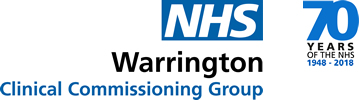 NHS
Warrington
Clinical Commissioning Group
70
YEARS
OF THE NHS
1948 - 2018